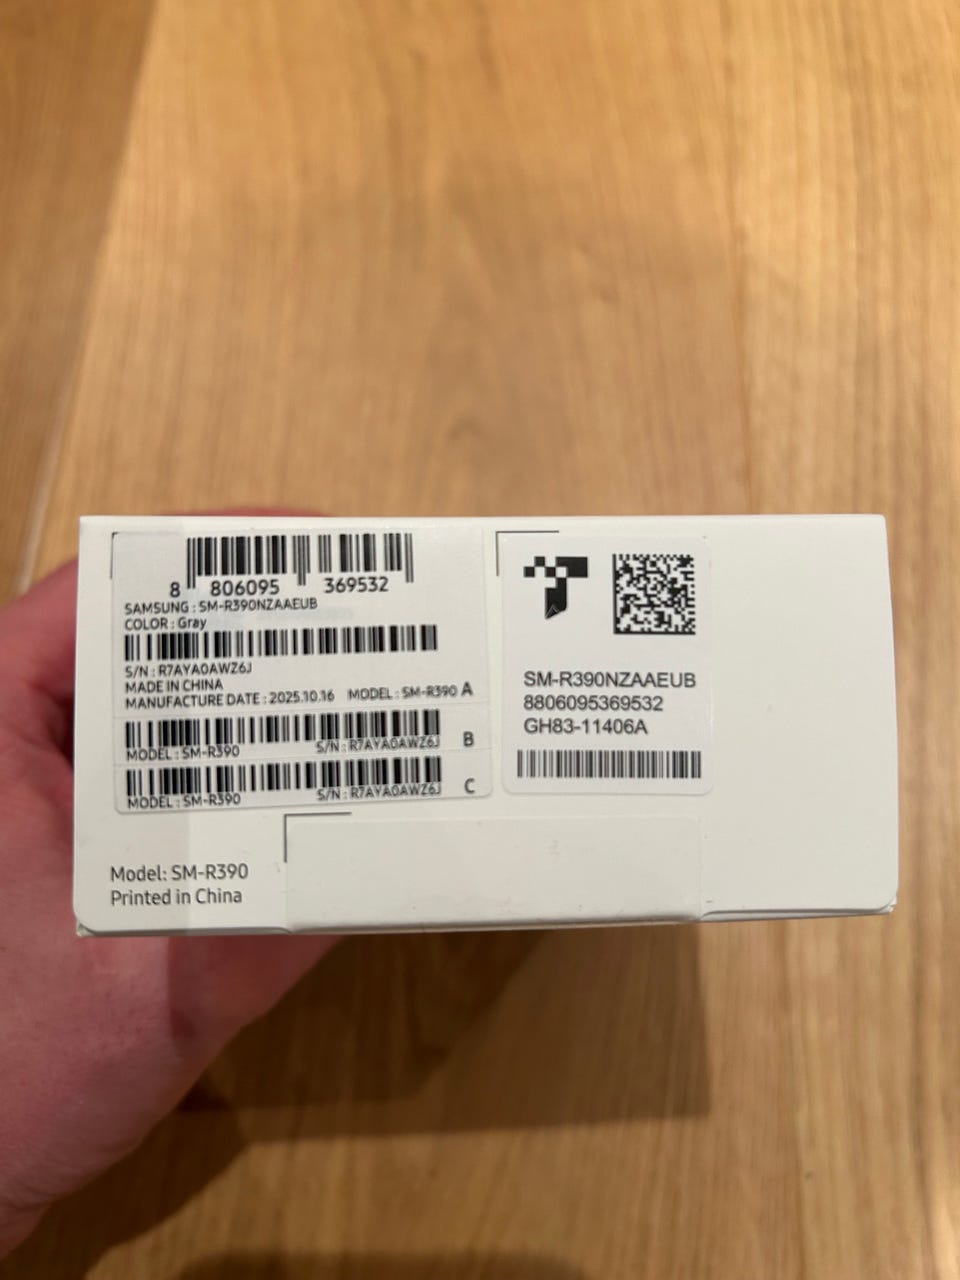 8 806095 369532
SAMSUNG : SM-R390NZAAEUB
COLOR : Gray
S/N : R7AYA0AWZ6J
MADE IN CHINA
MANUFACTURE DATE : 2025.10.16 MODEL : SM-R390 A
MODEL : SM-R390 S/N : R7AYA0AWZ6J B
MODEL : SM-R390 S/N : R7AYA0AWZ6J C
SM-R390NZAAEUB
8806095369532
GH83-11406A
Model: SM-R390
Printed in China